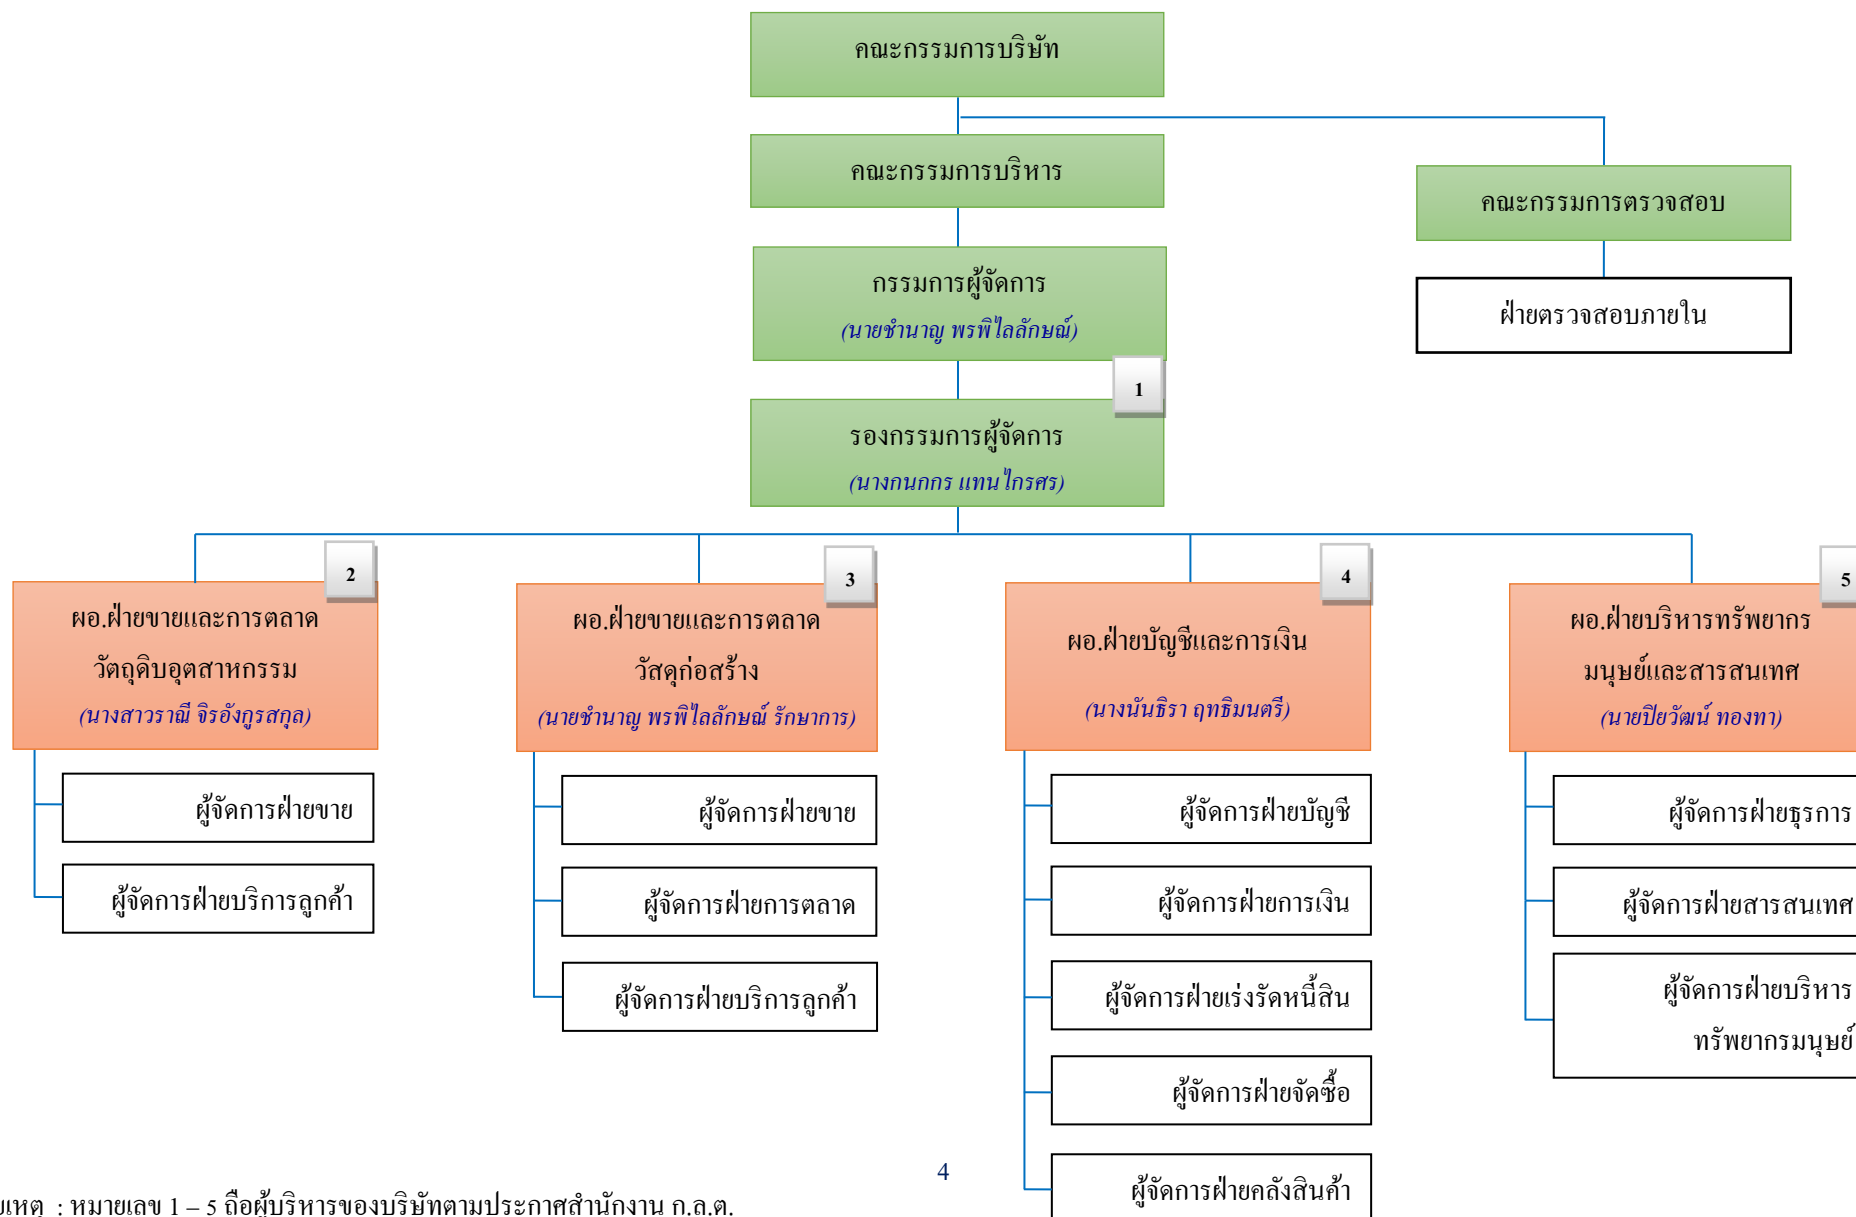 คณะกรรมการบริษัท
คณะกรรมการบริหาร
คณะกรรมการตรวจสอบ
ฝ่ายตรวจสอบภายใน
กรรมการผู้จัดการ
(นายชำนาญ พรพิไลลักษณ์)
1
รองกรรมการผู้จัดการ
(นางกนกกร แทนไกรศร)
2
ผอ.ฝ่ายขายและการตลาด
วัตถุดิบอุตสาหกรรม
(นางสาวราณี จิรอังกูรสกุล)
ผู้จัดการฝ่ายขาย
ผู้จัดการฝ่ายบริการลูกค้า
3
ผอ.ฝ่ายขายและการตลาด
วัสดุก่อสร้าง
(นายชำนาญ พรพิไลลักษณ์ รักษาการ)
ผู้จัดการฝ่ายขาย
ผู้จัดการฝ่ายการตลาด
ผู้จัดการฝ่ายบริการลูกค้า
4
ผอ.ฝ่ายบัญชีและการเงิน
(นางนันธิรา ฤทธิมนตรี)
ผู้จัดการฝ่ายบัญชี
ผู้จัดการฝ่ายการเงิน
ผู้จัดการฝ่ายเร่งรัดหนี้สิน
ผู้จัดการฝ่ายจัดซื้อ
ผู้จัดการฝ่ายคลังสินค้า
5
ผอ.ฝ่ายบริหารทรัพยากร
มนุษย์และสารสนเทศ
(นายปิยวัฒน์ ทองทา)
ผู้จัดการฝ่ายธุรการ
ผู้จัดการฝ่ายสารสนเทศ
ผู้จัดการฝ่ายบริหาร
ทรัพยากรมนุษย์
4
ยเหตุ : หมายเลข 1 – 5 ถือผู้บริหารของบริษัทตามประกาศสำนักงาน ก.ล.ต.